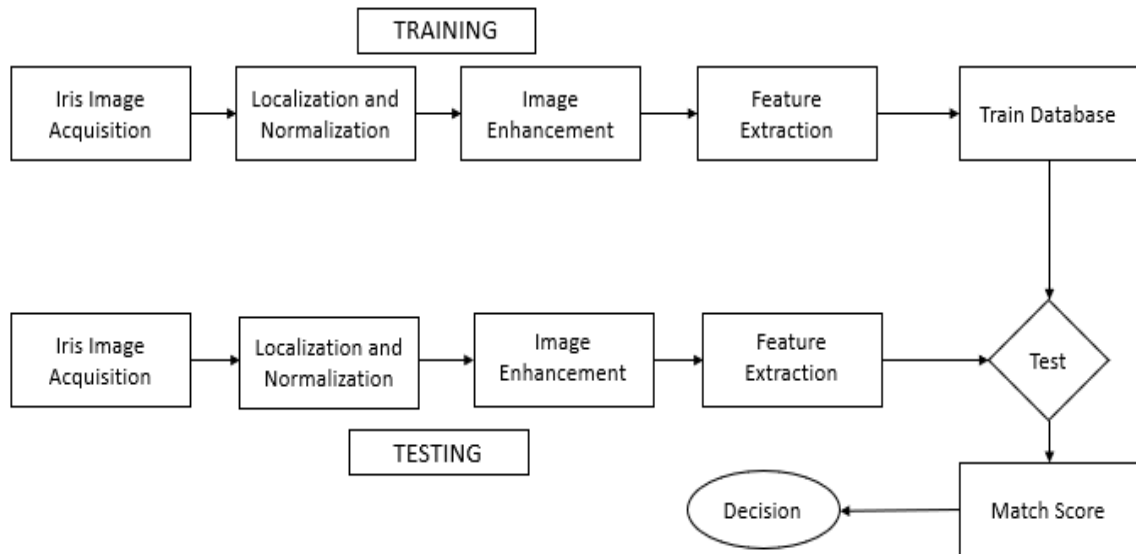 TRAINING
Iris Image
Acquisition
Localization and
Normalization
Image
Enhancement
Feature
Extraction
Train Database
Iris Image
Acquisition
Localization and
Normalization
Image
Enhancement
Feature
Extraction
Test
TESTING
Decision
Match Score